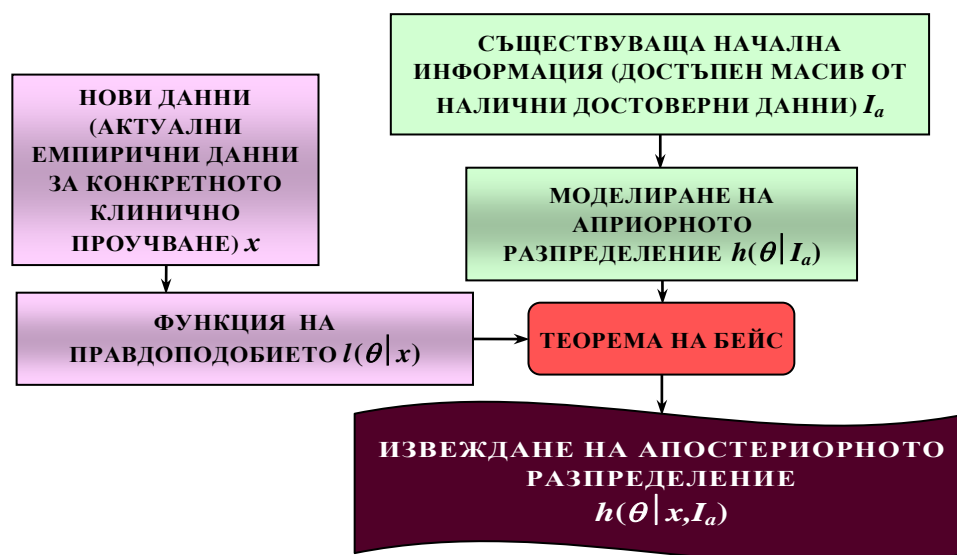 СЪЩЕСТВУВАЩА НАЧАЛНА
ИНФОРМАЦИЯ (ДОСТЪПЕН МАСИВ ОТ
НАЛИЧНИ ДОСТОВЕРНИ ДАННИ) Iₐ
НОВИ ДАННИ
(АКТУАЛНИ
ЕМПИРИЧНИ ДАННИ
ЗА КОНКРЕТНОТО
КЛИНИЧНО
ПРОУЧВАНЕ) x
МОДЕЛИРАНЕ НА
АПРИОРНОТО
РАЗПРЕДЕЛЕНИЕ h(θ|Iₐ)
ФУНКЦИЯ НА
ПРАВДОПОДОБИЕТО l(θ|x)
ТЕОРЕМА НА БЕЙС
ИЗВЕЖДАНЕ НА АПОСТЕРИОРНОТО
РАЗПРЕДЕЛЕНИЕ
h(θ|x,Iₐ)